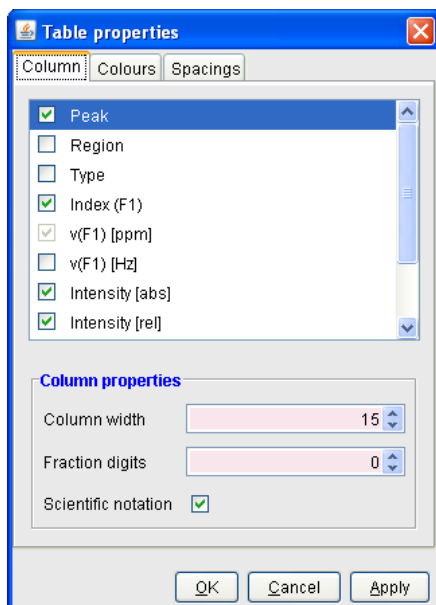 Table properties
Column Colours Spacings
Peak
Region
Type
Index (F1)
v(F1) [ppm]
v(F1) [Hz]
Intensity [abs]
Intensity [rel]
Column properties
Column width 15
Fraction digits 0
Scientific notation
OK Cancel Apply